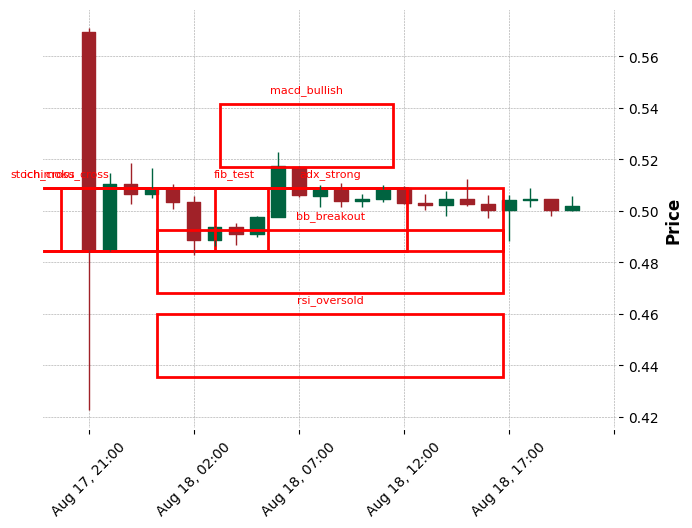 macd_bullish
fib_test
adx_strong
bb_breakout
rsi_oversold
0.56
0.54
0.52
0.50
0.48
0.46
0.44
0.42
Price
Aug 17, 21:00
Aug 18, 02:00
Aug 18, 07:00
Aug 18, 12:00
Aug 18, 17:00